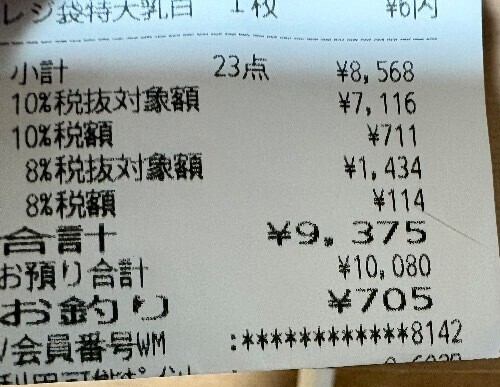 レジ袋特大乳白 1枚 ¥6内
小計 23点 ¥8,568
10%税抜対象額 ¥7,116
10%税額 ¥711
8%税抜対象額 ¥1,434
8%税額 ¥114
合計 ¥9,375
お預り合計 ¥10,080
お釣り ¥705
/会員番号WM :************8142